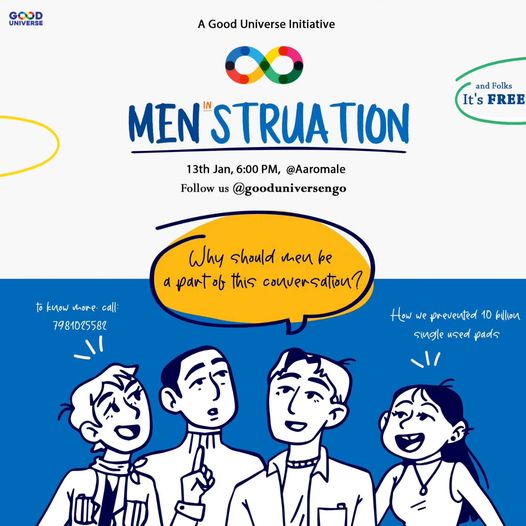 GOOD
UNIVERSE
A Good Universe Initiative
and Folks
It's FREE
MEN IN STRUATION
13th Jan, 6:00 PM, @Aaromale
Follow us @gooduniversengo
Why should men be
a part of this conversation?
to know more call:
7981025582
How we prevented 10 billion
single used pads